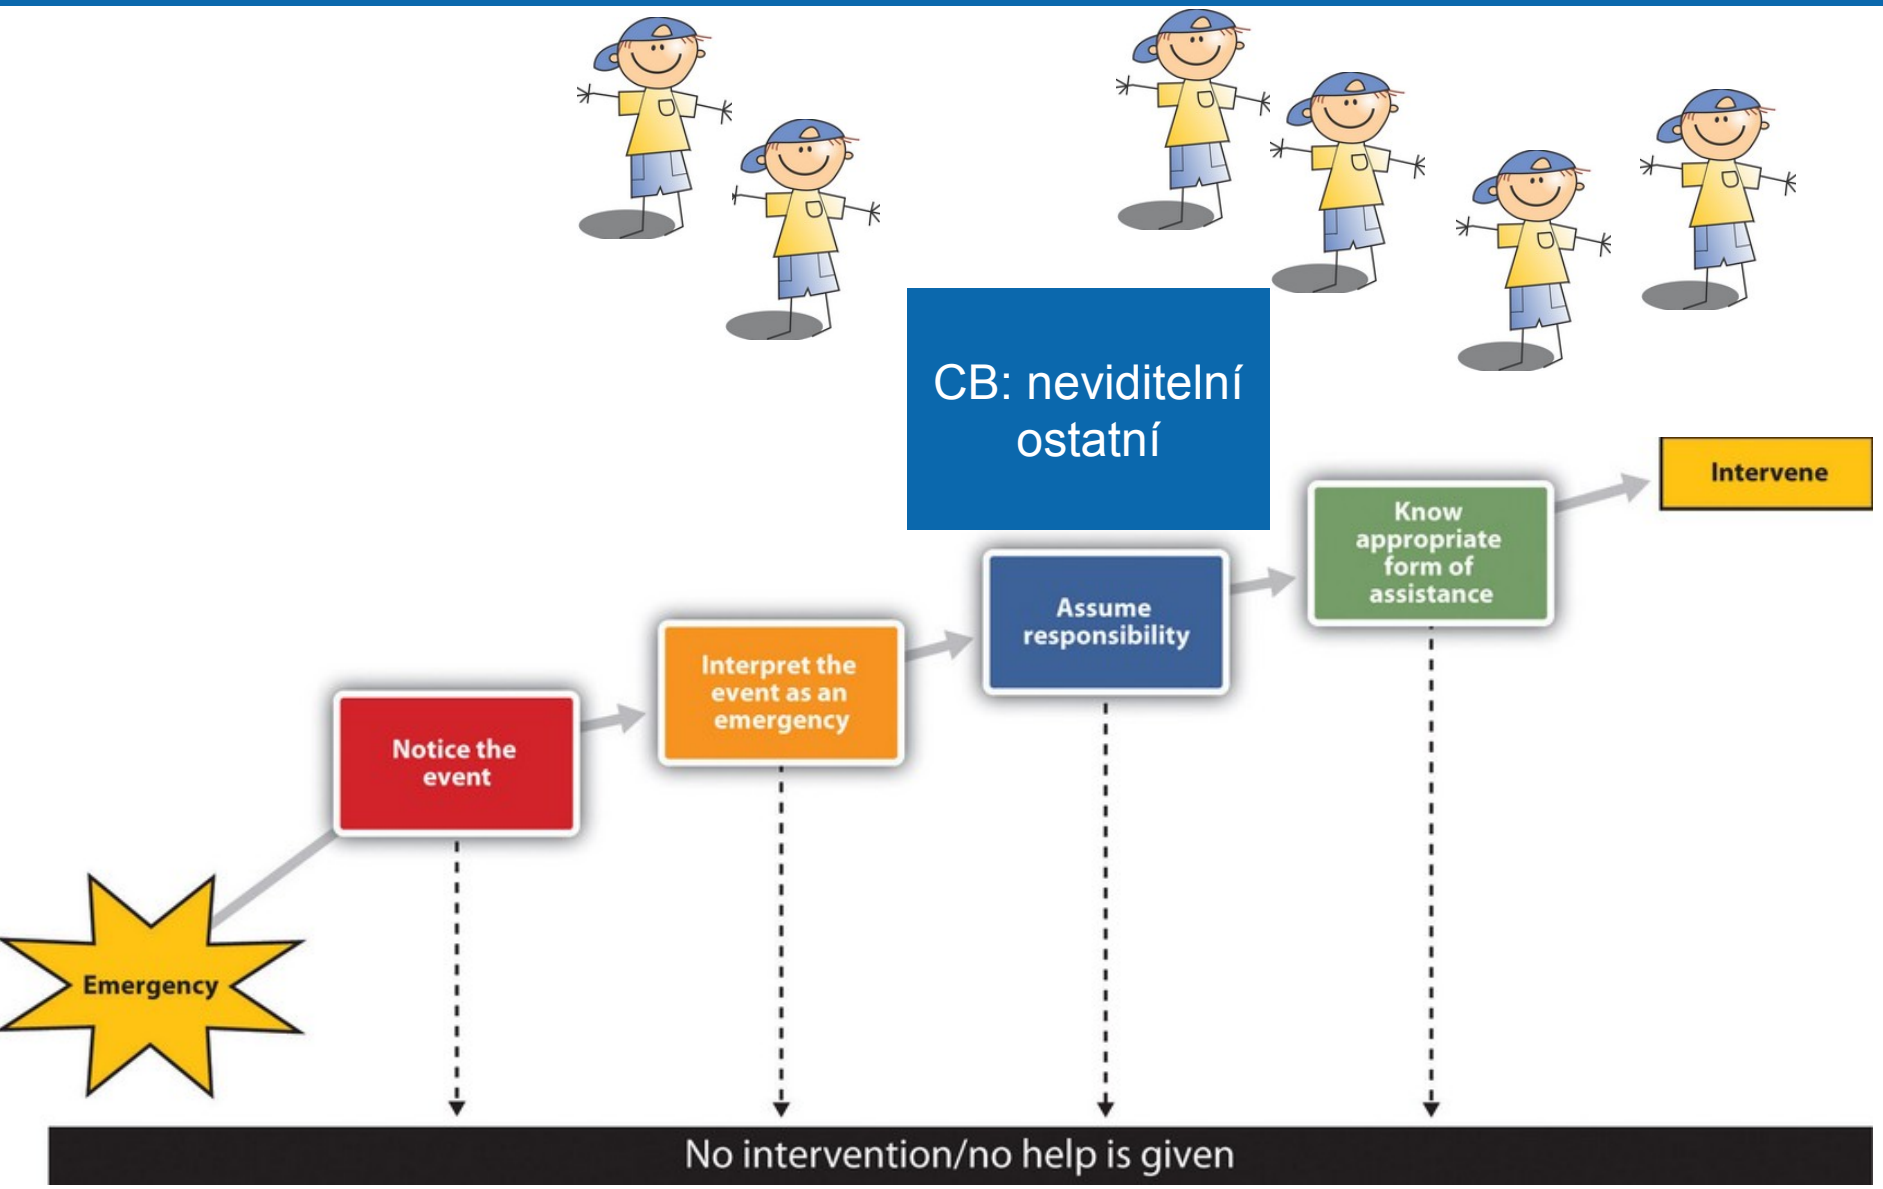 CB: neviditelní
ostatní
Intervene
Know
appropriate
form of
assistance
Assume
responsibility
Interpret the
event as an
emergency
Notice the
event
Emergency
No intervention/no help is given